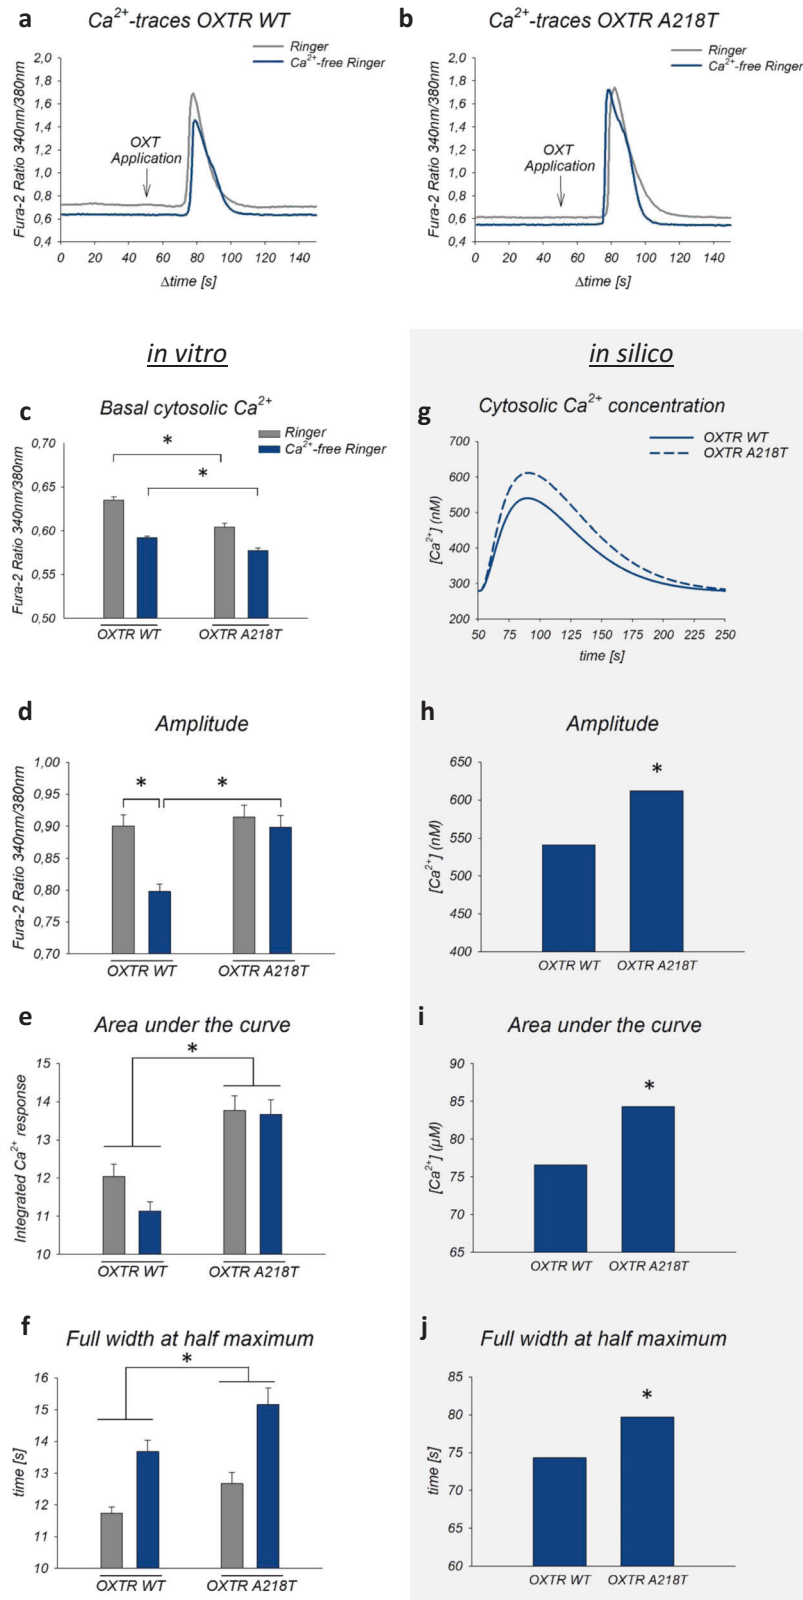 a
Ca²⁺-traces OXTR WT
Ringer
Ca²⁺-free Ringer
Fura-2 Ratio 340nm/380nm
2,0
1,8
1,6
1,4
1,2
1,0
0,8
0,6
0,4
OXT
Application
0 20 40 60 80 100 120 140
Δtime [s]
b
Ca²⁺-traces OXTR A218T
Ringer
Ca²⁺-free Ringer
Fura-2 Ratio 340nm/380nm
2,0
1,8
1,6
1,4
1,2
1,0
0,8
0,6
0,4
OXT
Application
0 20 40 60 80 100 120 140
Δtime [s]
in vitro
in silico
c
Basal cytosolic Ca²⁺
Ringer
Ca²⁺-free Ringer
Fura-2 Ratio 340nm/380nm
0,70
0,65
0,60
0,55
0,50
*
*
OXTR WT OXTR A218T
g
Cytosolic Ca²⁺ concentration
OXTR WT
OXTR A218T
[Ca²⁺] (nM)
700
600
500
400
300
200
50 75 100 125 150 175 200 225 250
time [s]
d
Amplitude
Fura-2 Ratio 340nm/380nm
1,00
0,95
0,90
0,85
0,80
0,75
0,70
* *
OXTR WT OXTR A218T
h
Amplitude
[Ca²⁺] (nM)
650
600
550
500
450
400
*
OXTR WT OXTR A218T
e
Area under the curve
Integrated Ca²⁺ response
15
14
13
12
11
10
*
OXTR WT OXTR A218T
i
Area under the curve
[Ca²⁺] (µM)
90
85
80
75
70
65
*
OXTR WT OXTR A218T
f
Full width at half maximum
time [s]
16
15
14
13
12
11
10
*
OXTR WT OXTR A218T
j
Full width at half maximum
time [s]
85
80
75
70
65
60
*
OXTR WT OXTR A218T